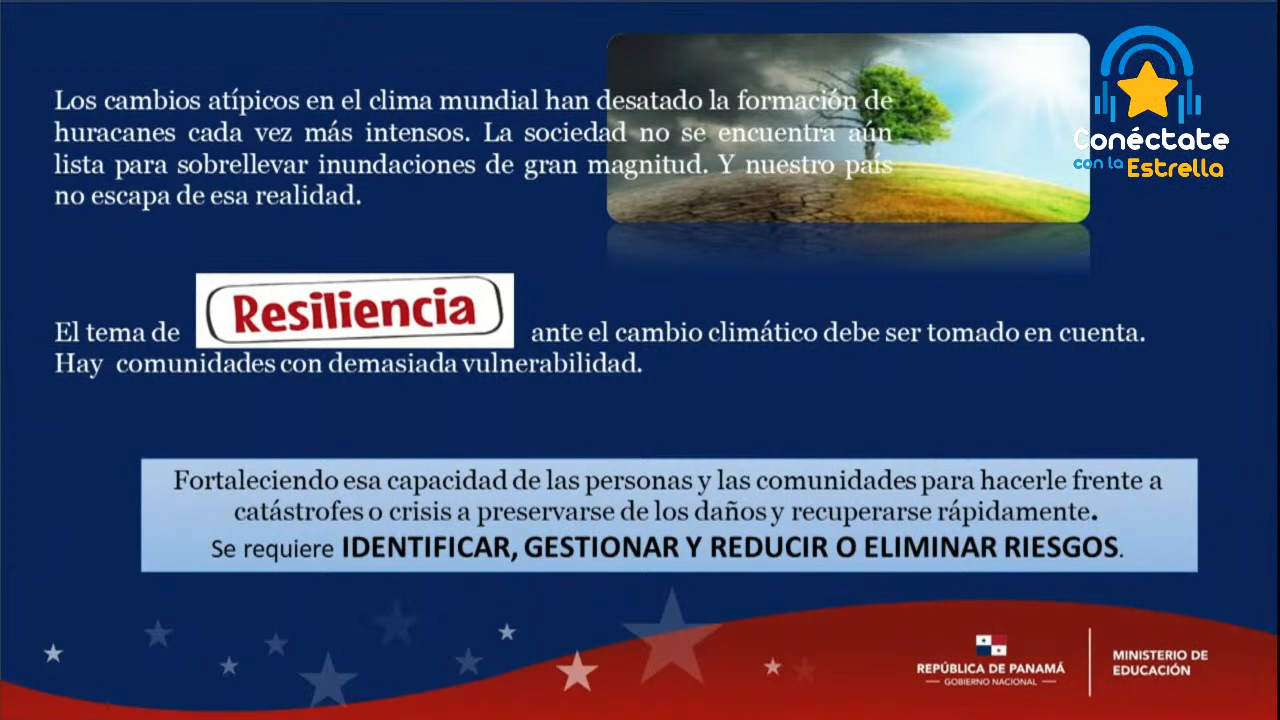 Los cambios atípicos en el clima mundial han desatado la formación de
huracanes cada vez más intensos. La sociedad no se encuentra aún
lista para sobrellevar inundaciones de gran magnitud. Y nuestro país
no escapa de esa realidad.
Conéctate
con la Estrella
El tema de Resiliencia ante el cambio climático debe ser tomado en cuenta.
Hay comunidades con demasiada vulnerabilidad.
Fortaleciendo esa capacidad de las personas y las comunidades para hacerle frente a
catástrofes o crisis a preservarse de los daños y recuperarse rápidamente.
Se requiere IDENTIFICAR, GESTIONAR Y REDUCIR O ELIMINAR RIESGOS.
REPÚBLICA DE PANAMÁ
GOBIERNO NACIONAL
MINISTERIO DE
EDUCACIÓN